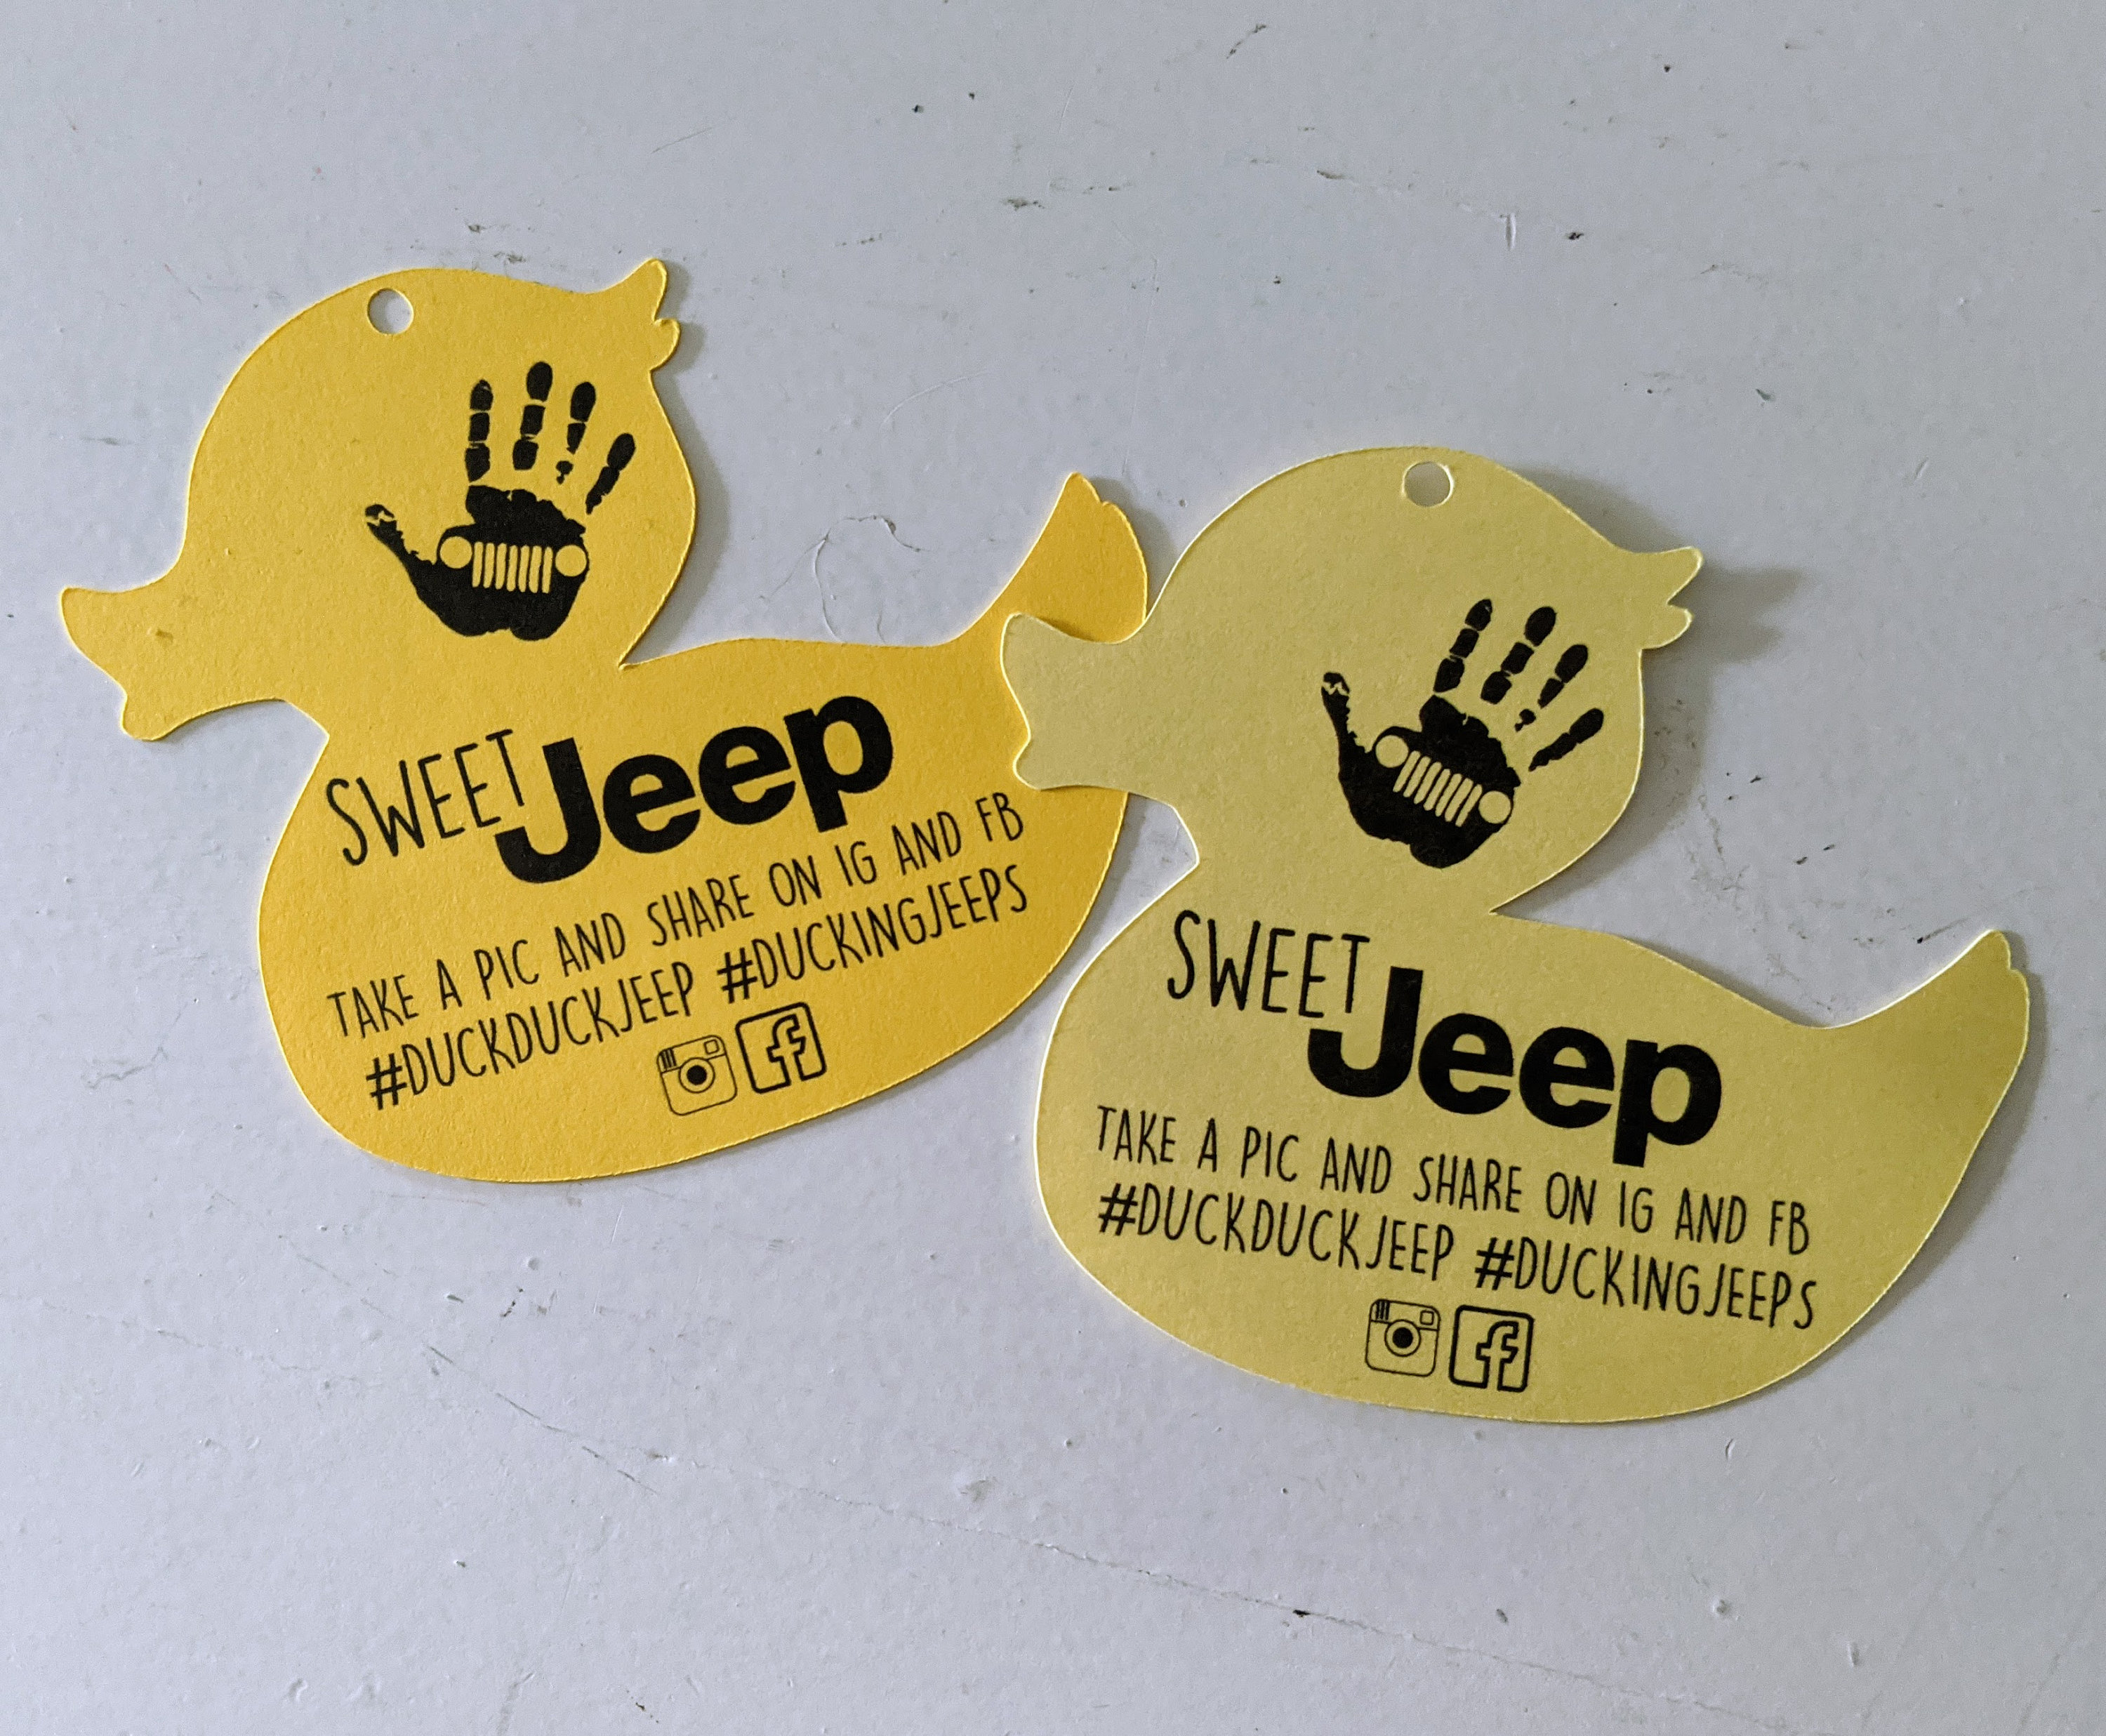 SWEET Jeep
TAKE A PIC AND SHARE ON IG AND FB
#DUCKDUCKJEEP #DUCKINGJEEPS
SWEET Jeep
TAKE A PIC AND SHARE ON IG AND FB
#DUCKDUCKJEEP #DUCKINGJEEPS